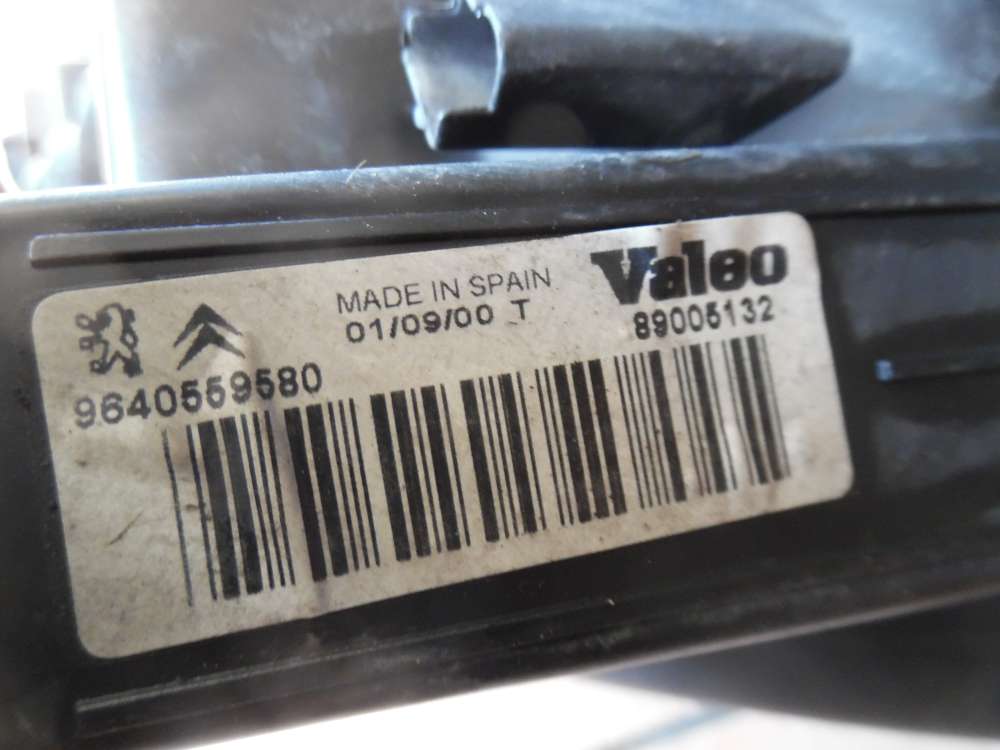 MADE IN SPAIN
01/09/00 T
Valeo
89005132
9640559580